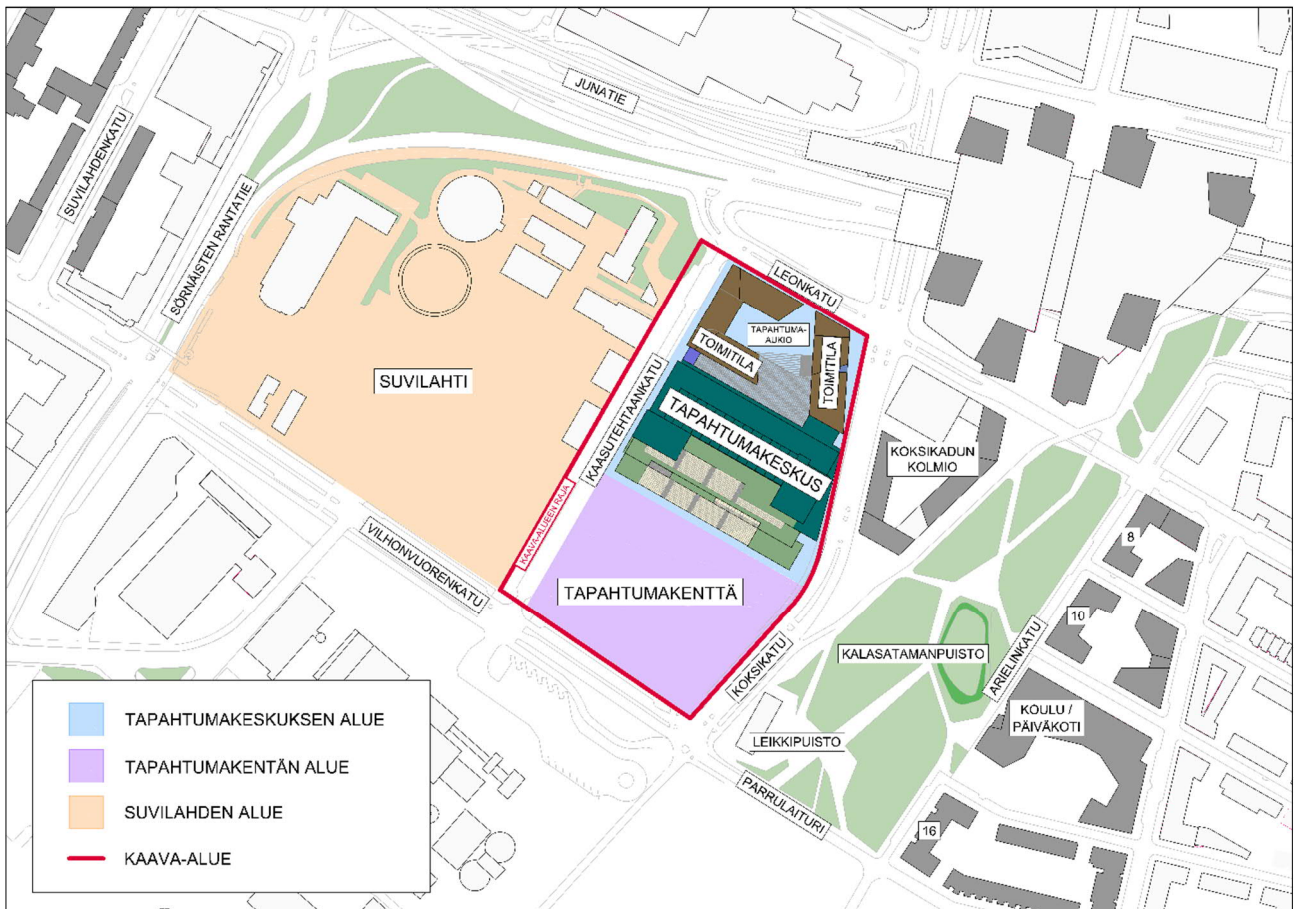 JUNATIE
SUVILAHDENKATU
SÖRNÄISTEN RANTATIE
LEONKATU
TAPAHTUMA-
AUKIO
TOIMITILA
TOIMITILA
SUVILAHTI
KAASUTEHTAANKATU
TAPAHTUMAKESKUS
KOKSIKADUN
KOLMIO
KAAVA-ALUEEN RAJA
VILHONVUORENKATU
TAPAHTUMAKENTTÄ
8
10
KALASATAMANPUISTO
ARIELINKATU
KOKSIKATU
KOULU /
PÄIVÄKOTI
LEIKKIPUISTO
PARRULAITURI
16
TAPAHTUMAKESKUKSEN ALUE
TAPAHTUMAKENTÄN ALUE
SUVILAHDEN ALUE
KAAVA-ALUE